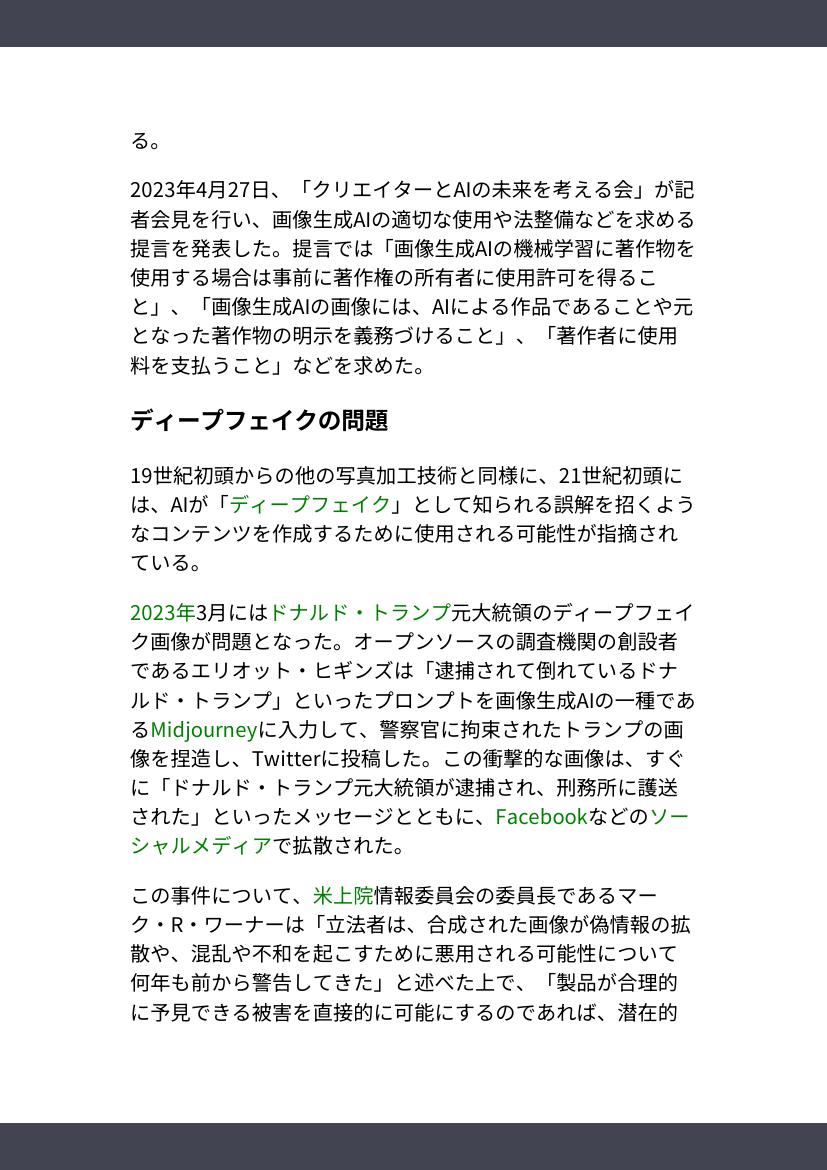 る。
2023年4月27日、「クリエイターとAIの未来を考える会」が記
者会見を行い、画像生成AIの適切な使用や法整備などを求める
提言を発表した。提言では「画像生成AIの機械学習に著作物を
使用する場合は事前に著作権の所有者に使用許可を得るこ
と」、「画像生成AIの画像には、AIによる作品であることや元
となった著作物の明示を義務づけること」、「著作者に使用
料を支払うこと」などを求めた。
ディープフェイクの問題
19世紀初頭からの他の写真加工技術と同様に、21世紀初頭に
は、AIが「ディープフェイク」として知られる誤解を招くよう
なコンテンツを作成するために使用される可能性が指摘され
ている。
2023年3月にはドナルド・トランプ元大統領のディープフェイ
ク画像が問題となった。オープンソースの調査機関の創設者
であるエリオット・ヒギンズは「逮捕されて倒れているドナ
ルド・トランプ」といったプロンプトを画像生成AIの一種であ
るMidjourneyに入力して、警察官に拘束されたトランプの画
像を捏造し、Twitterに投稿した。この衝撃的な画像は、すぐ
に「ドナルド・トランプ元大統領が逮捕され、刑務所に護送
された」といったメッセージとともに、Facebookなどのソー
シャルメディアで拡散された。
この事件について、米上院情報委員会の委員長であるマー
ク・R・ワーナーは「立法者は、合成された画像が偽情報の拡
散や、混乱や不和を起こすために悪用される可能性について
何年も前から警告してきた」と述べた上で、「製品が合理的
に予見できる被害を直接的に可能にするのであれば、潜在的